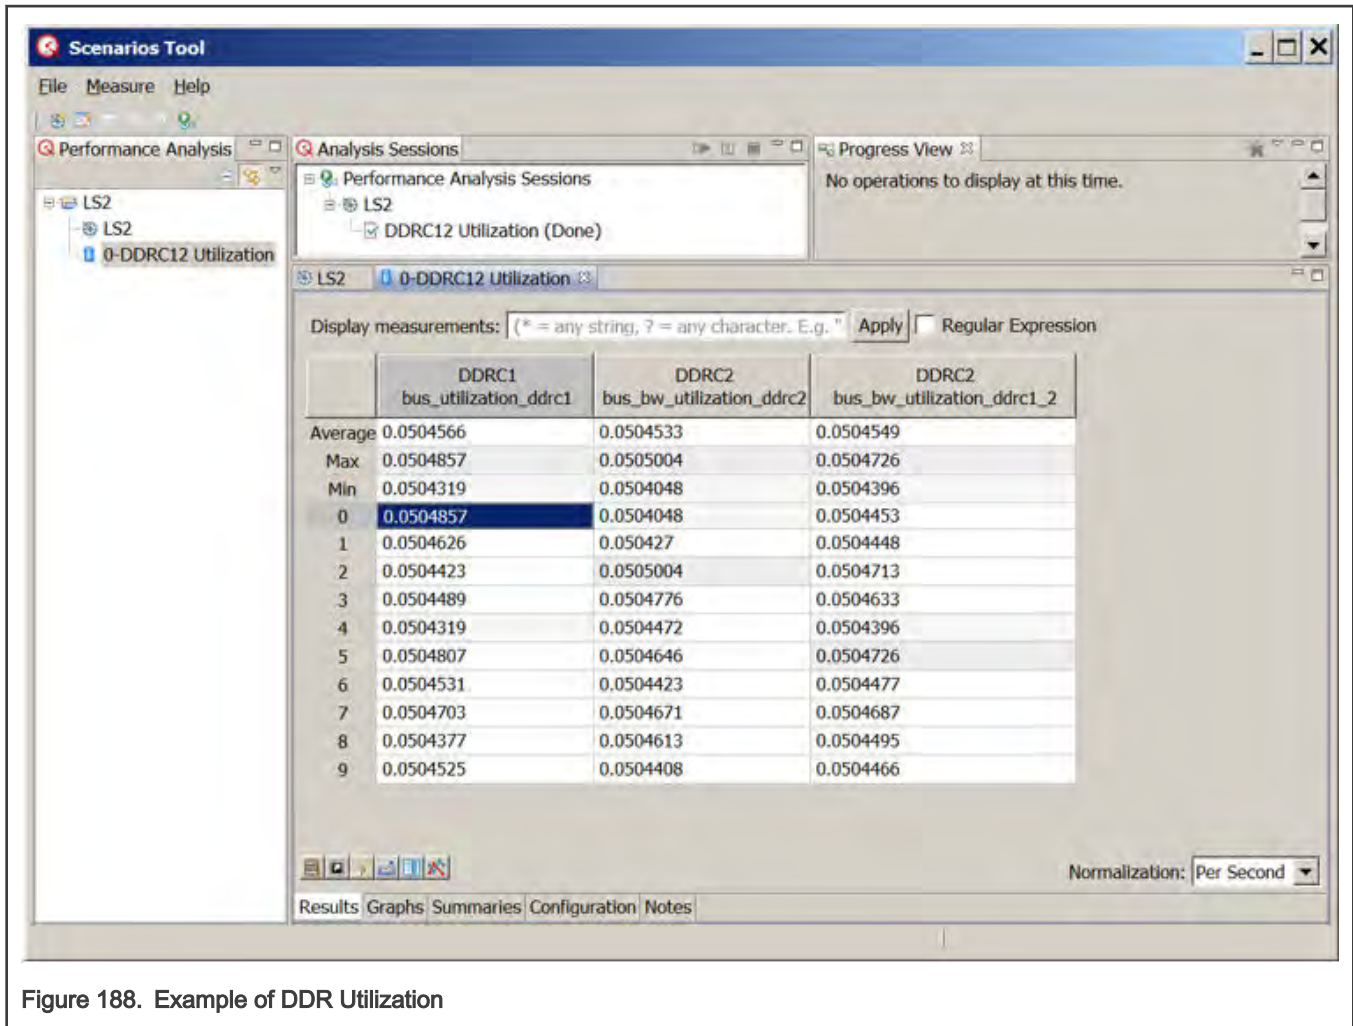 Scenarios Tool
File Measure Help
Performance Analysis
LS2
LS2
0-DDRC12 Utilization
Analysis Sessions
Performance Analysis Sessions
LS2
DDRC12 Utilization (Done)
Progress View
No operations to display at this time.
LS2 0-DDRC12 Utilization
Display measurements: (* = any string, ? = any character. E.g. " Apply Regular Expression
DDRC1 DDRC2 DDRC2
bus_utilization_ddrc1 bus_bw_utilization_ddrc2 bus_bw_utilization_ddrc1_2
Average 0.0504566 0.0504533 0.0504549
Max 0.0504857 0.0505004 0.0504726
Min 0.0504319 0.0504048 0.0504396
0 0.0504857 0.0504048 0.0504453
1 0.0504626 0.050427 0.0504448
2 0.0504423 0.0505004 0.0504713
3 0.0504489 0.0504776 0.0504633
4 0.0504319 0.0504472 0.0504396
5 0.0504807 0.0504646 0.0504726
6 0.0504531 0.0504423 0.0504477
7 0.0504703 0.0504671 0.0504687
8 0.0504377 0.0504613 0.0504495
9 0.0504525 0.0504408 0.0504466
Normalization: Per Second
Results Graphs Summaries Configuration Notes
Figure 188. Example of DDR Utilization